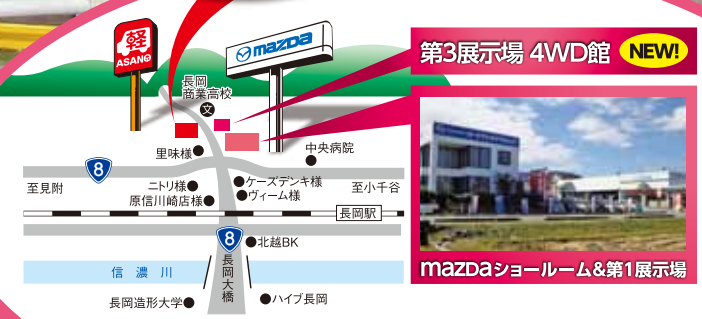 軽
ASANO
mazDa
第3展示場 4WD館 NEW!
長岡
商業高校
文
里味様
中央病院
8
至見附
ニトリ様
原信川崎店様
ケーズデンキ様
ヴィーム様
至小千谷
長岡駅
8
北越BK
信濃川
長岡大橋
長岡造形大学
ハイブ長岡
mazDaショールーム&第1展示場